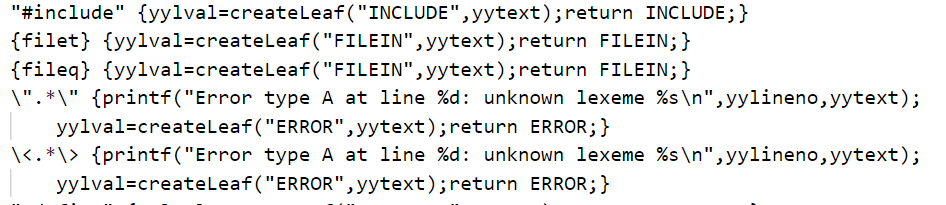 "#include" {yylval=createLeaf("INCLUDE",yytext);return INCLUDE;}
{filet} {yylval=createLeaf("FILEIN",yytext);return FILEIN;}
{fileq} {yylval=createLeaf("FILEIN",yytext);return FILEIN;}
\".*\" {printf("Error type A at line %d: unknown lexeme %s\n",yylineno,yytext);
    yylval=createLeaf("ERROR",yytext);return ERROR;}
\<.*\> {printf("Error type A at line %d: unknown lexeme %s\n",yylineno,yytext);
    yylval=createLeaf("ERROR",yytext);return ERROR;}